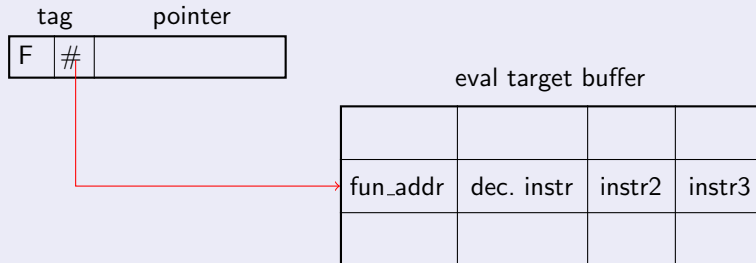 tag pointer
F #
eval target buffer
fun_addr dec. instr instr2 instr3